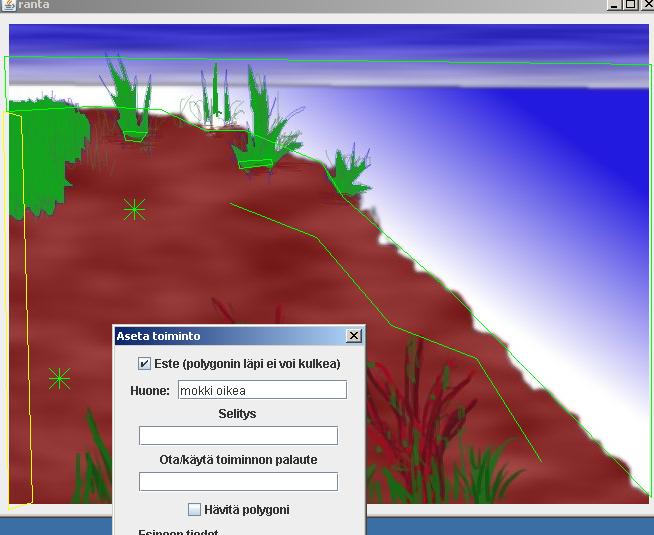 ranta
Aseta toiminto
Este (polygonin läpi ei voi kulkea)
Huone: mokki oikea
Selitys
Ota/käytä toiminnon palaute
Hävitä polygoni
Esineen tiedot